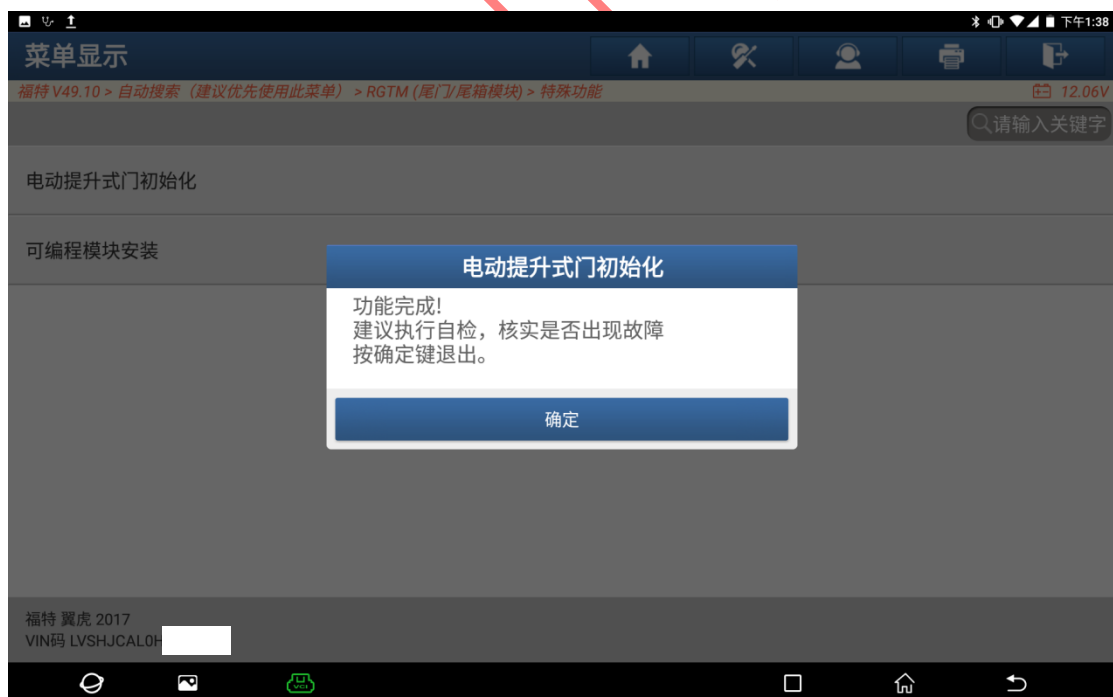 下午1:38
菜单显示
福特 V49.10 > 自动搜索（建议优先使用此菜单）> RGTM (尾门/尾箱模块) > 特殊功能
12.06V
请输入关键字
电动提升式门初始化
可编程模块安装
电动提升式门初始化
功能完成!
建议执行自检，核实是否出现故障
按确定键退出。
确定
福特 翼虎 2017
VIN码 LVSHJCAL0H
VCI